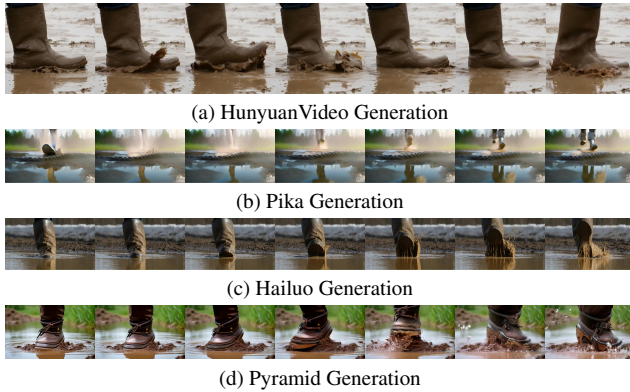 (a) HunyuanVideo Generation
(b) Pika Generation
(c) Hailuo Generation
(d) Pyramid Generation